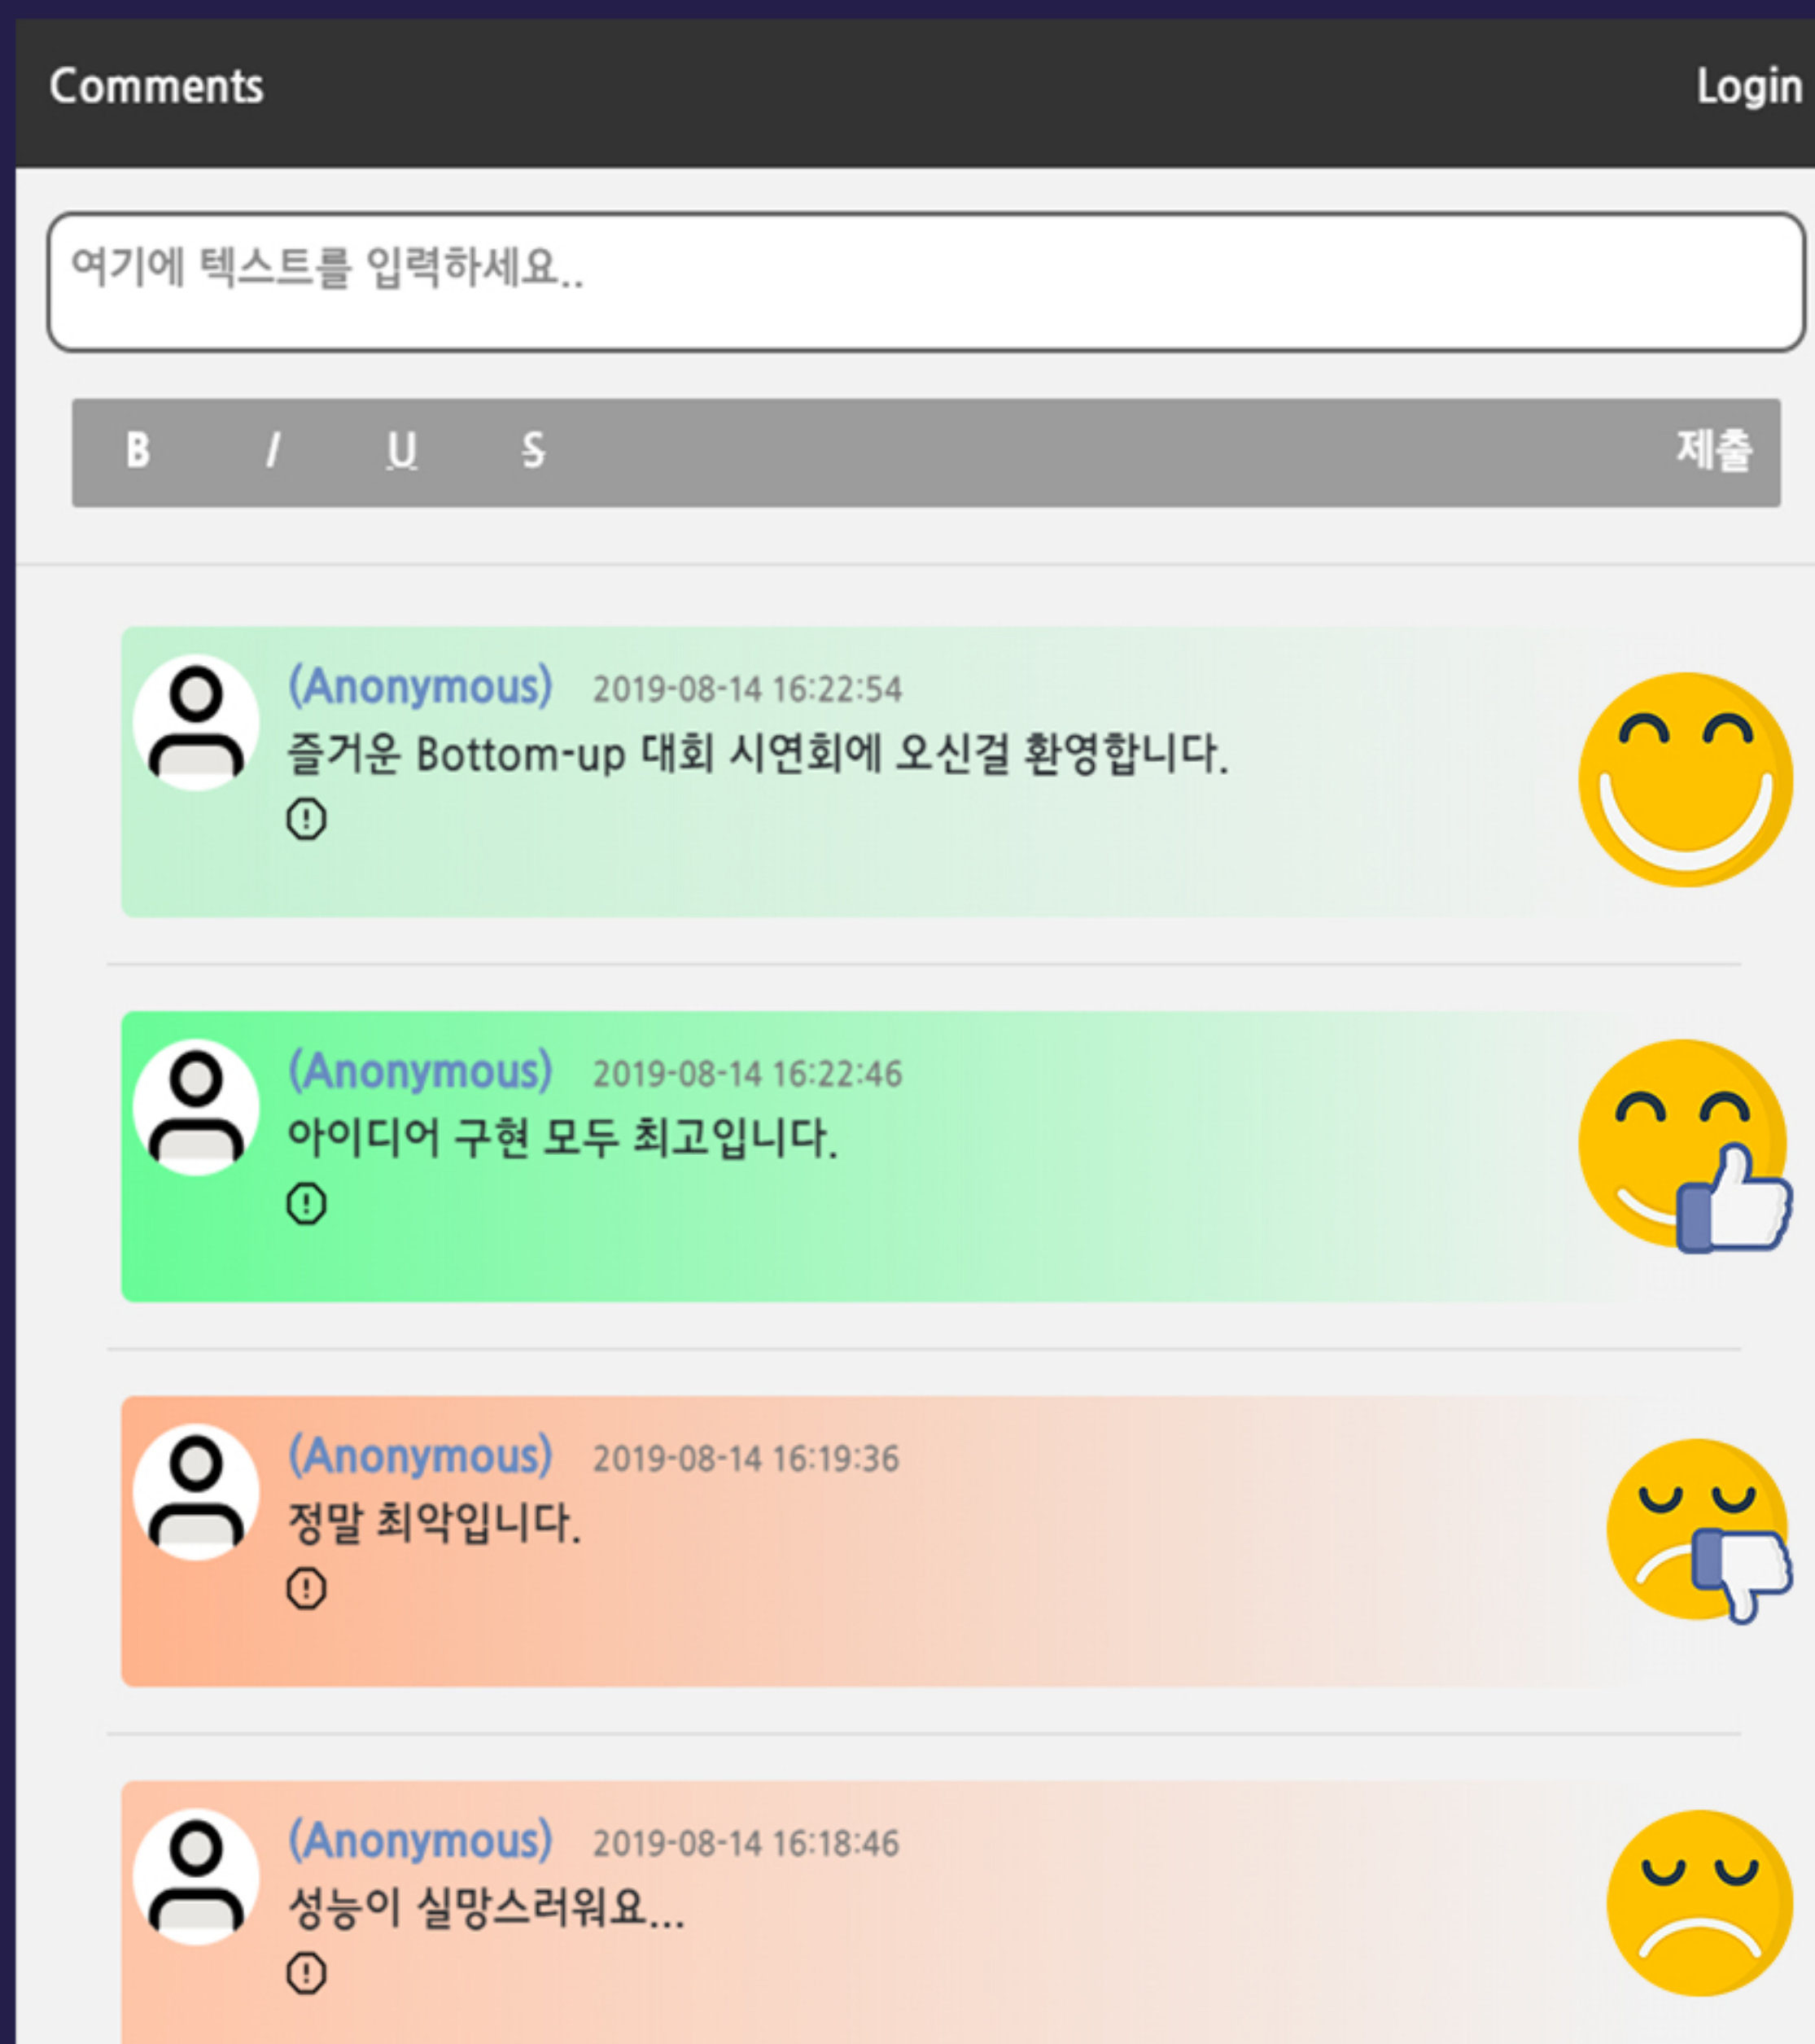 Comments Login
여기에 텍스트를 입력하세요..
B I U S 제출
(Anonymous) 2019-08-14 16:22:54
즐거운 Bottom-up 대회 시연회에 오신걸 환영합니다.
(Anonymous) 2019-08-14 16:22:46
아이디어 구현 모두 최고입니다.
(Anonymous) 2019-08-14 16:19:36
정말 최악입니다.
(Anonymous) 2019-08-14 16:18:46
성능이 실망스러워요...